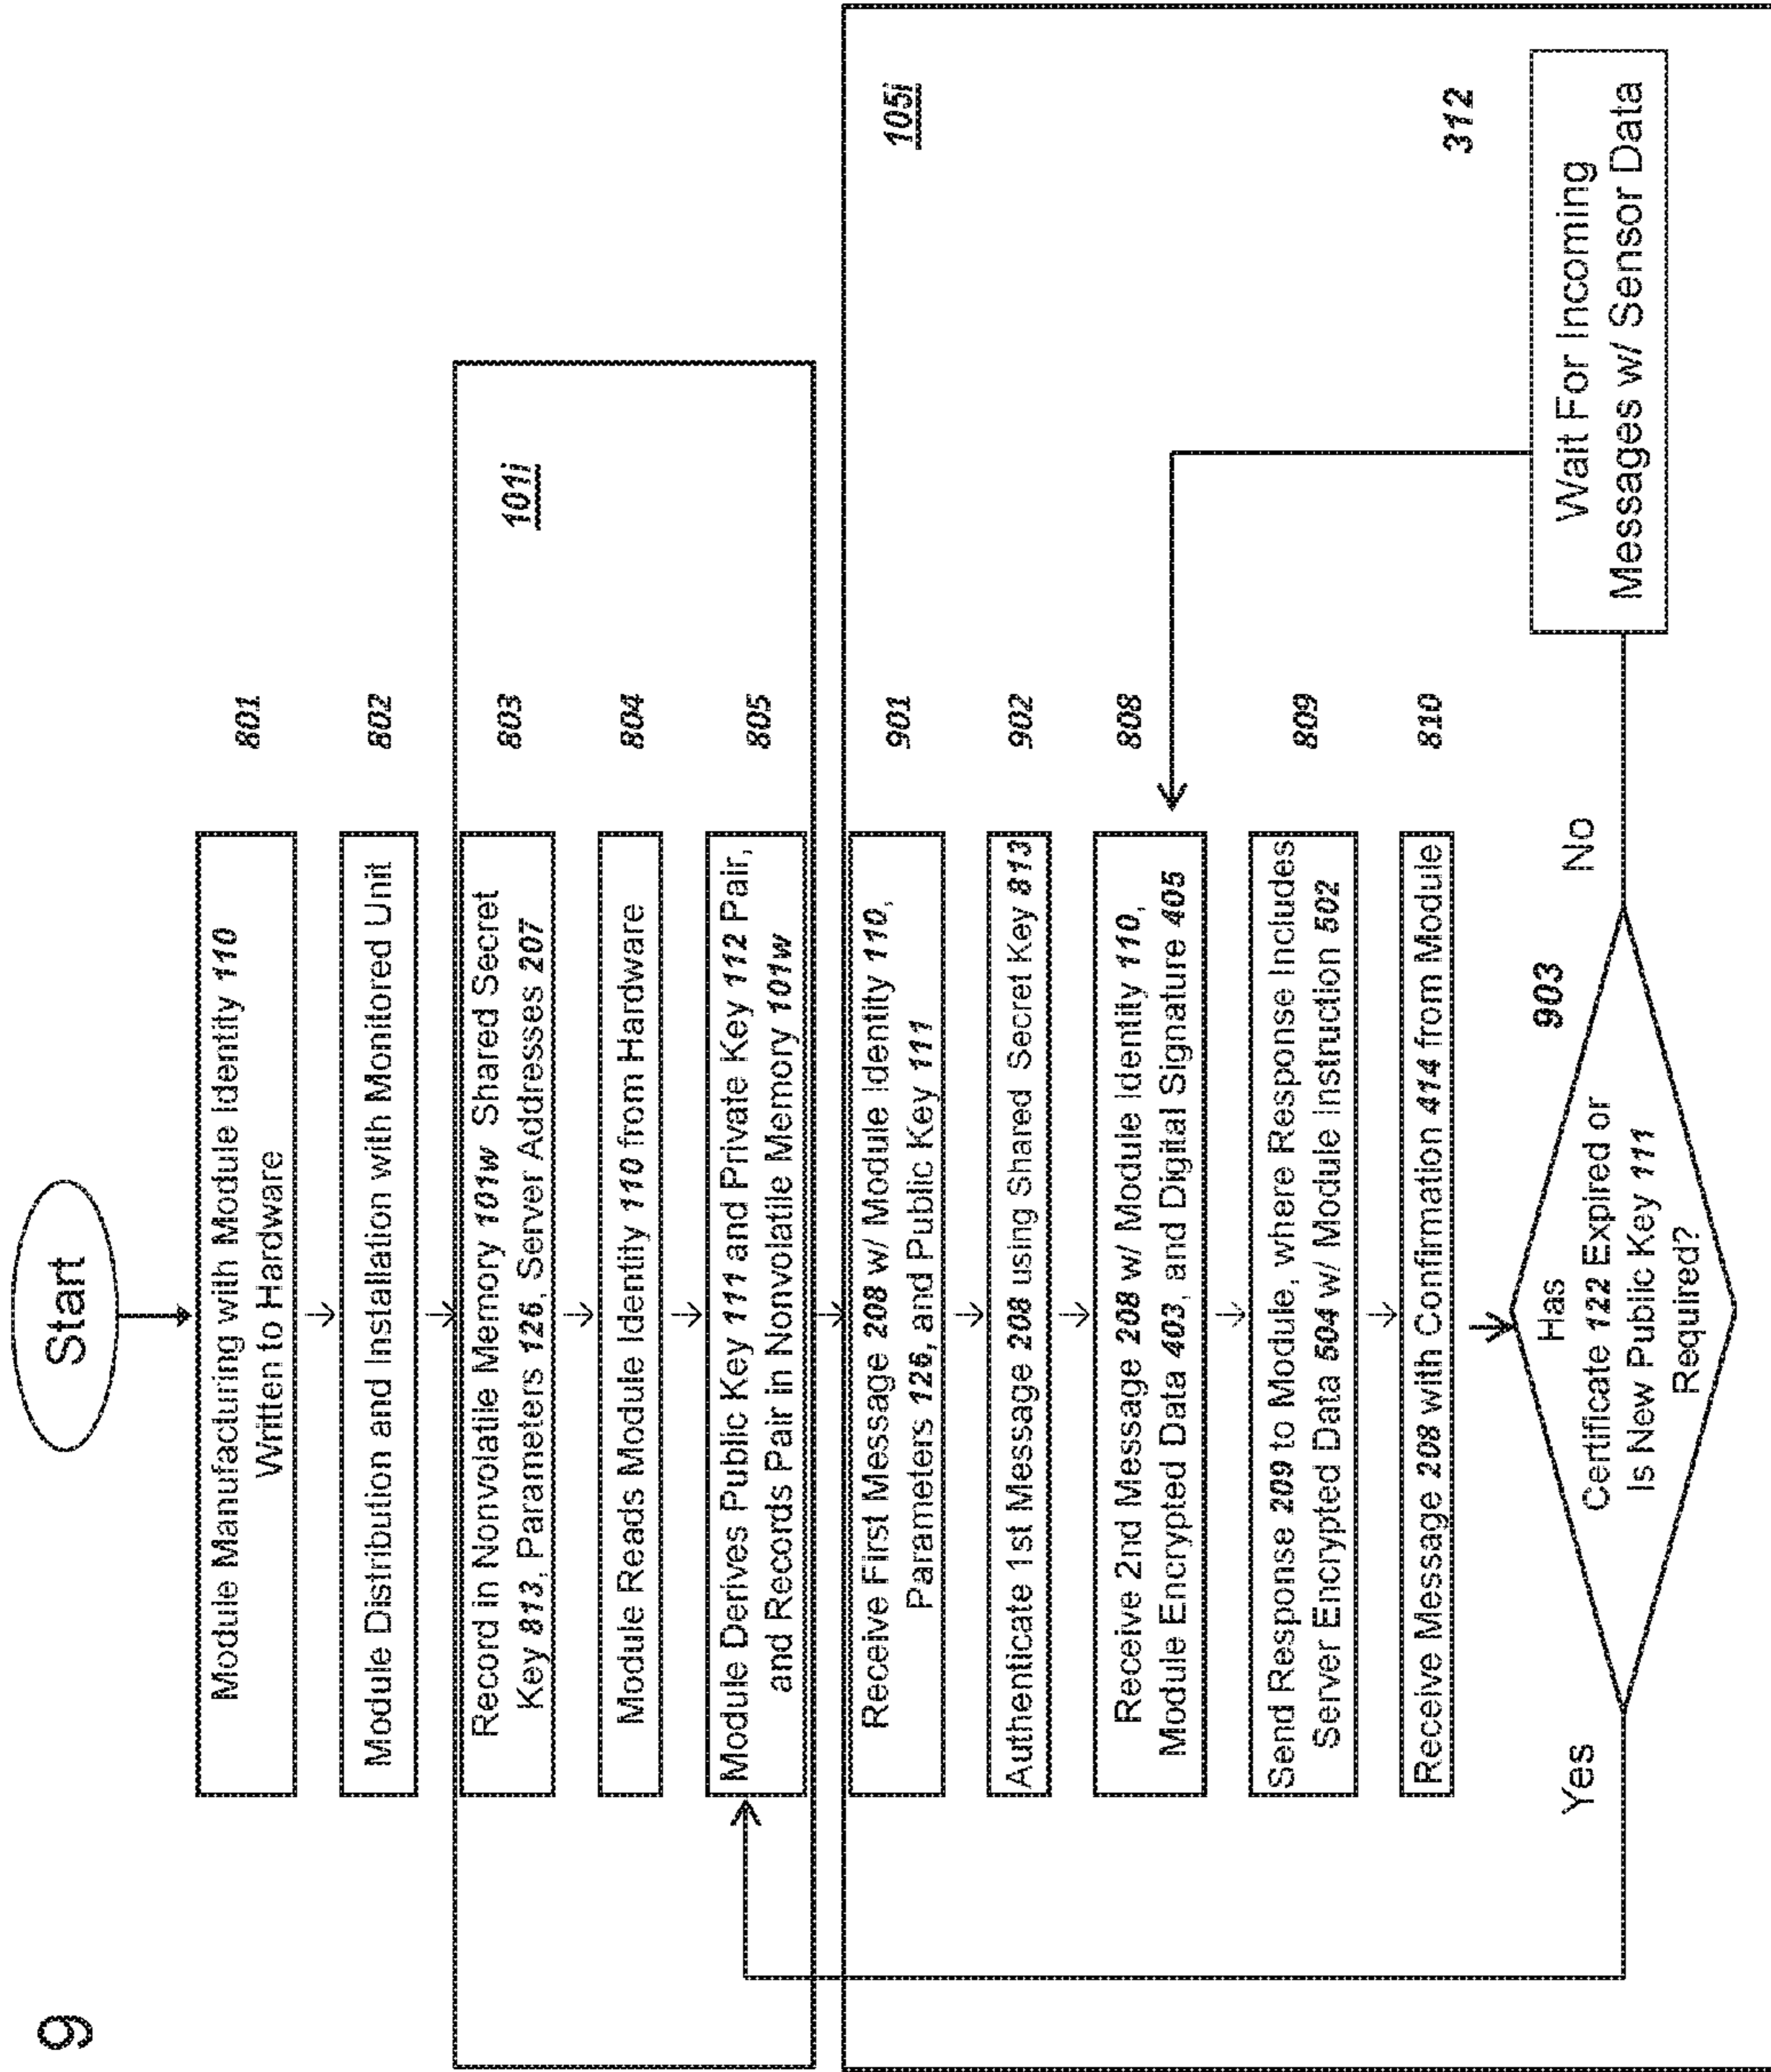 9
Start
Module Manufacturing with Module Identity 110
Written to Hardware
801
Module Distribution and Installation with Monitored Unit
802
101i
Record in Nonvolatile Memory 101w Shared Secret
Key 813, Parameters 126, Server Addresses 207
803
Module Reads Module Identity 110 from Hardware
804
Module Derives Public Key 111 and Private Key 112 Pair,
and Records Pair in Nonvolatile Memory 101w
805
105i
Receive First Message 208 w/ Module Identity 110,
Parameters 126, and Public Key 111
901
Authenticate 1st Message 208 using Shared Secret Key 813
902
Receive 2nd Message 208 w/ Module Identity 110,
Module Encrypted Data 403, and Digital Signature 405
808
Send Response 209 to Module, where Response Includes
Server Encrypted Data 504 w/ Module Instruction 502
809
Receive Message 208 with Confirmation 414 from Module
810
Has
Certificate 122 Expired or
Is New Public Key 111
Required?
903
Yes
No
312
Wait For Incoming
Messages w/ Sensor Data